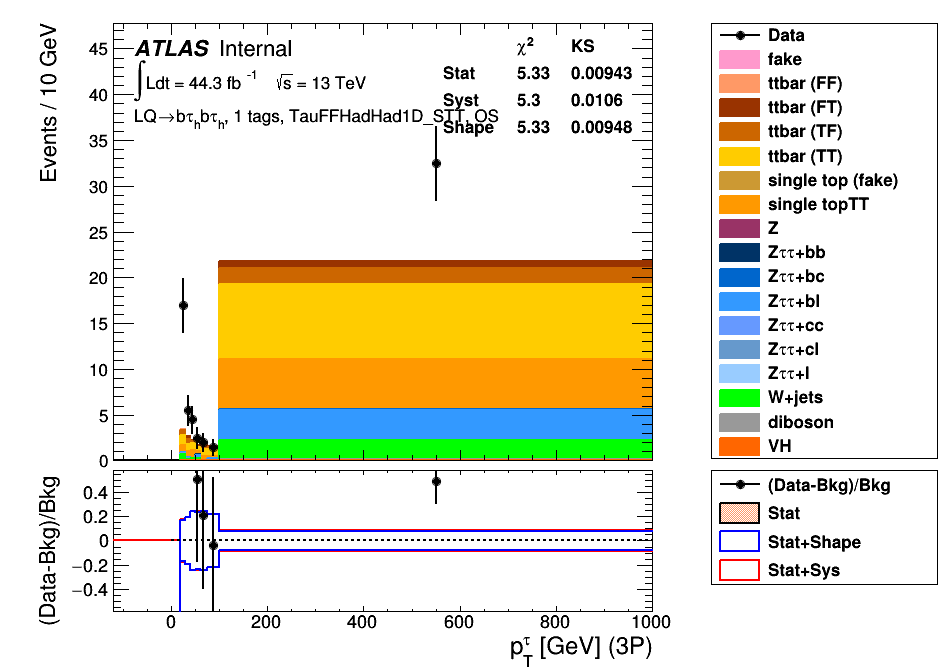 Events / 10 GeV
45
40
35
30
25
20
15
10
5
0
ATLAS Internal
∫Ldt = 44.3 fb⁻¹ √s = 13 TeV
LQ→bτₕbτₕ, 1 tags, TauFFHadHad1D_STT, OS
χ² KS
Stat 5.33 0.00943
Syst 5.3 0.0106
Shape 5.33 0.00948
Data
fake
ttbar (FF)
ttbar (FT)
ttbar (TF)
ttbar (TT)
single top (fake)
single topTT
Z
Zττ+bb
Zττ+bc
Zττ+bl
Zττ+cc
Zττ+cl
Zττ+l
W+jets
diboson
VH
(Data-Bkg)/Bkg
0.4
0.2
0
−0.2
−0.4
0 200 400 600 800 1000
p_T^τ [GeV] (3P)
(Data-Bkg)/Bkg
Stat
Stat+Shape
Stat+Sys